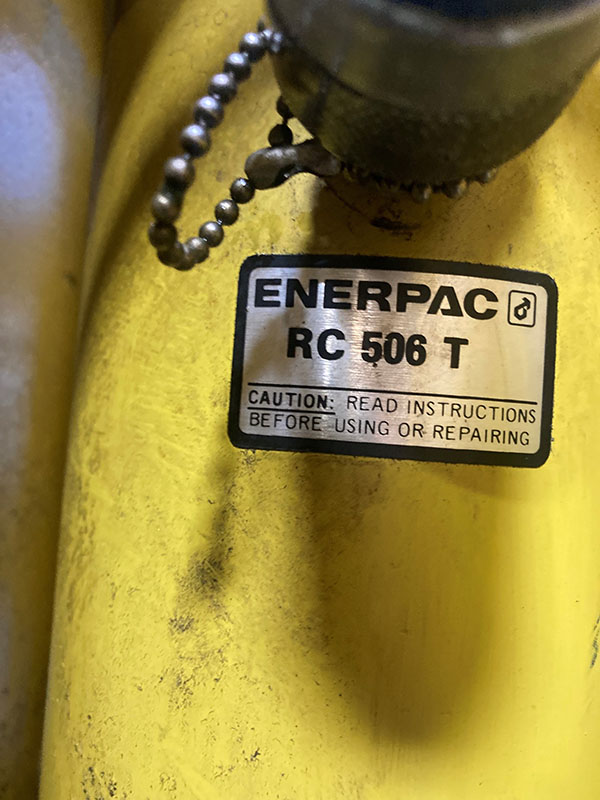 ENERPAC
RC 506 T
CAUTION: READ INSTRUCTIONS
BEFORE USING OR REPAIRING